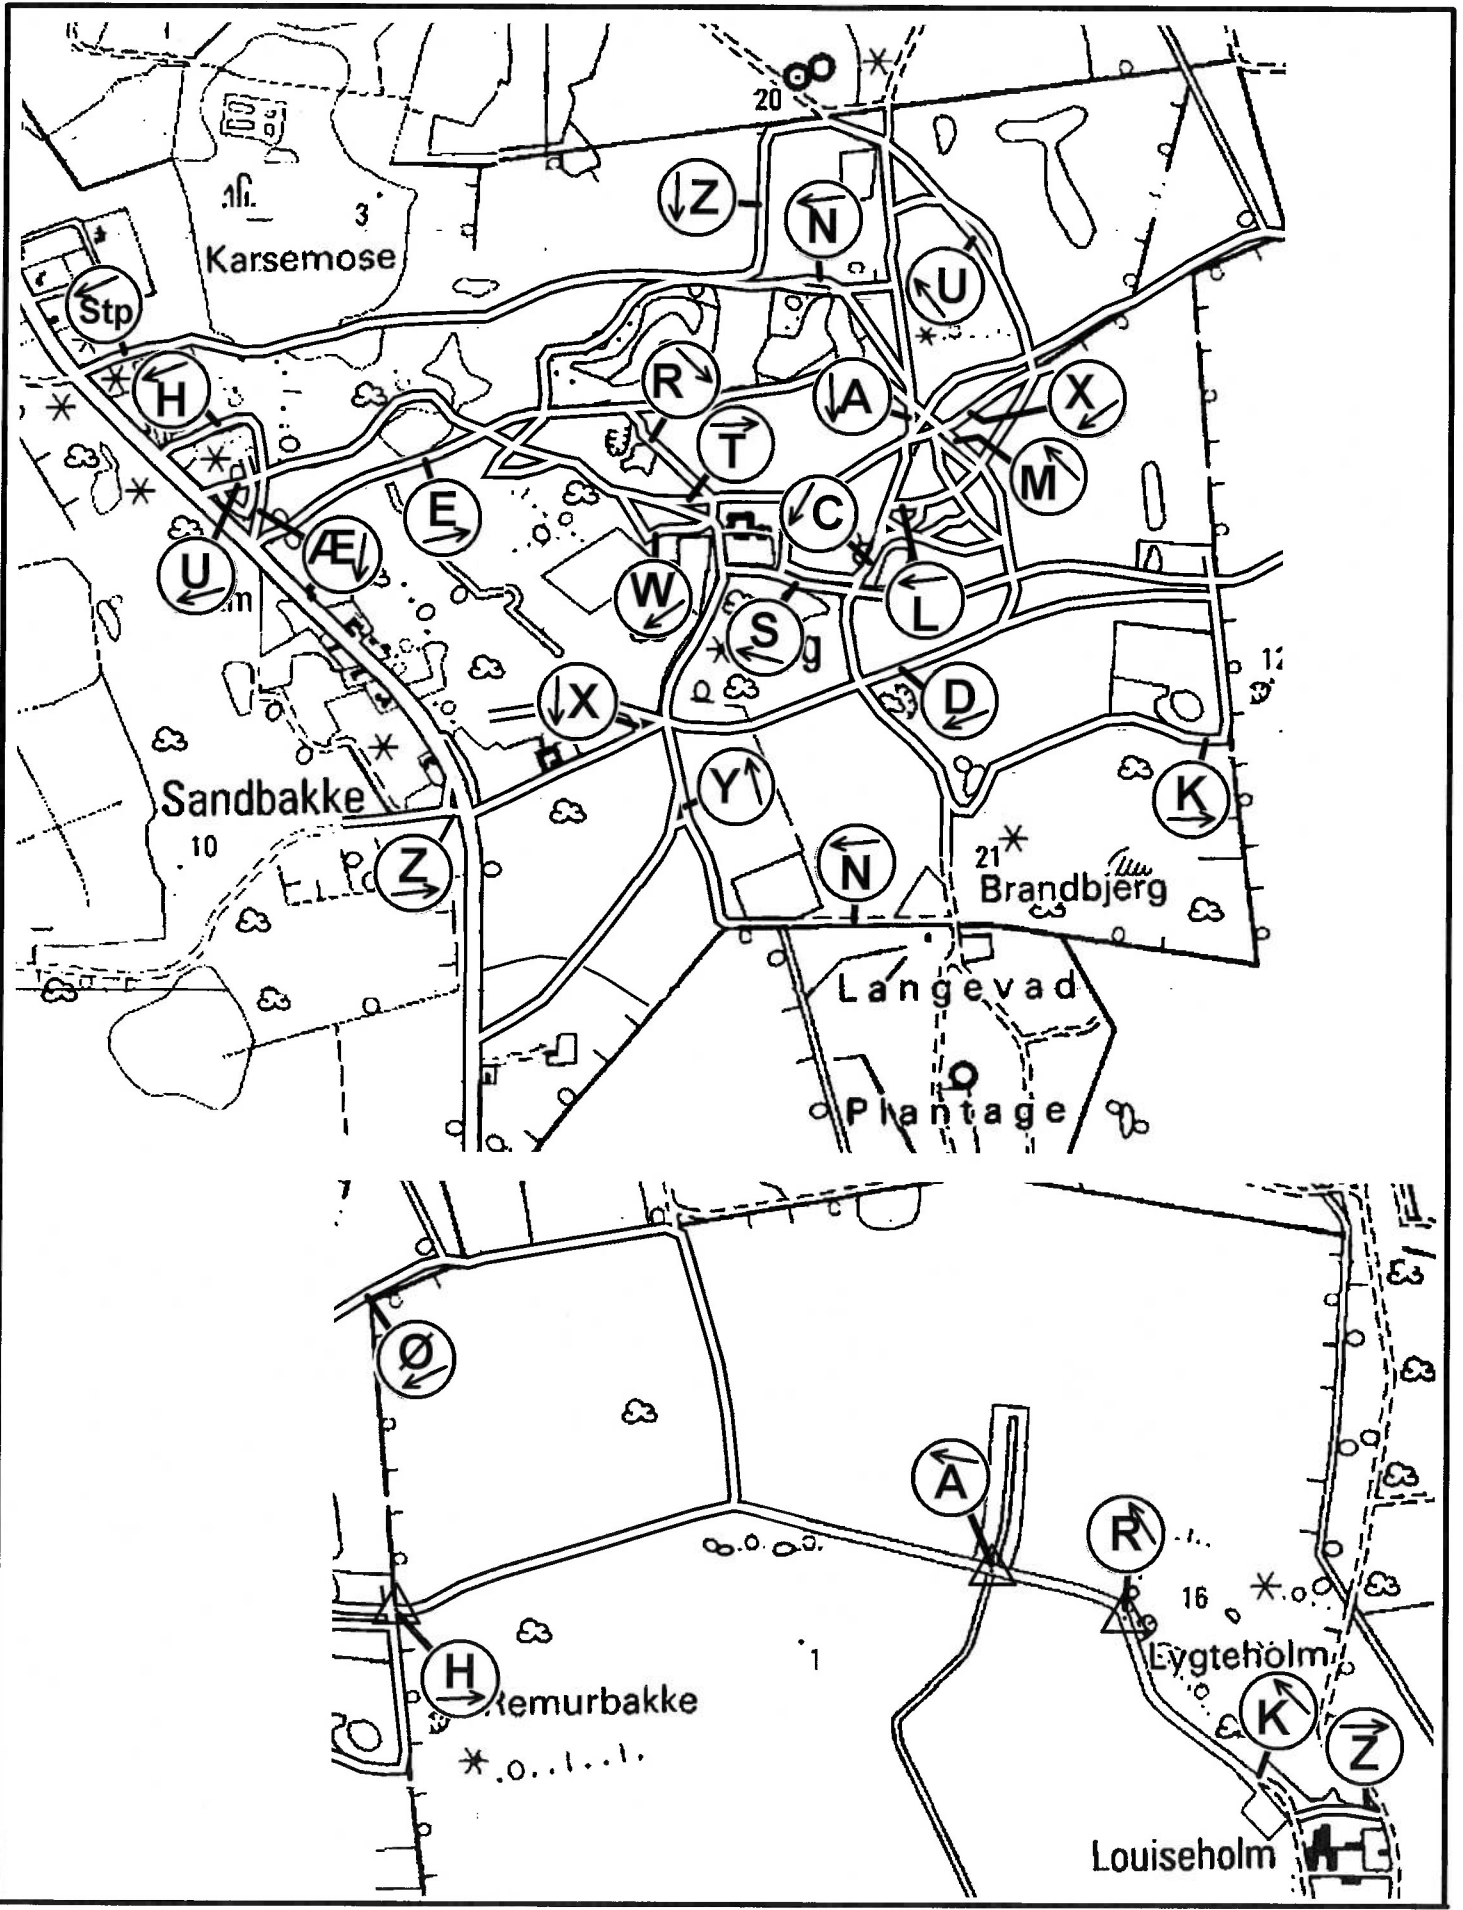 20
Z
N
3
Karsemose
U
Stp
H
R
A
X
T
M
E
C
U
Æ
m
W
L
S
g
12
X
D
Y
K
Sandbakke
10
Z
N
21
Brandbjerg
Langevad
Plantage
Ø
A
R
16
Lygteholm
1
H
Remurbakke
K
Z
Louiseholm